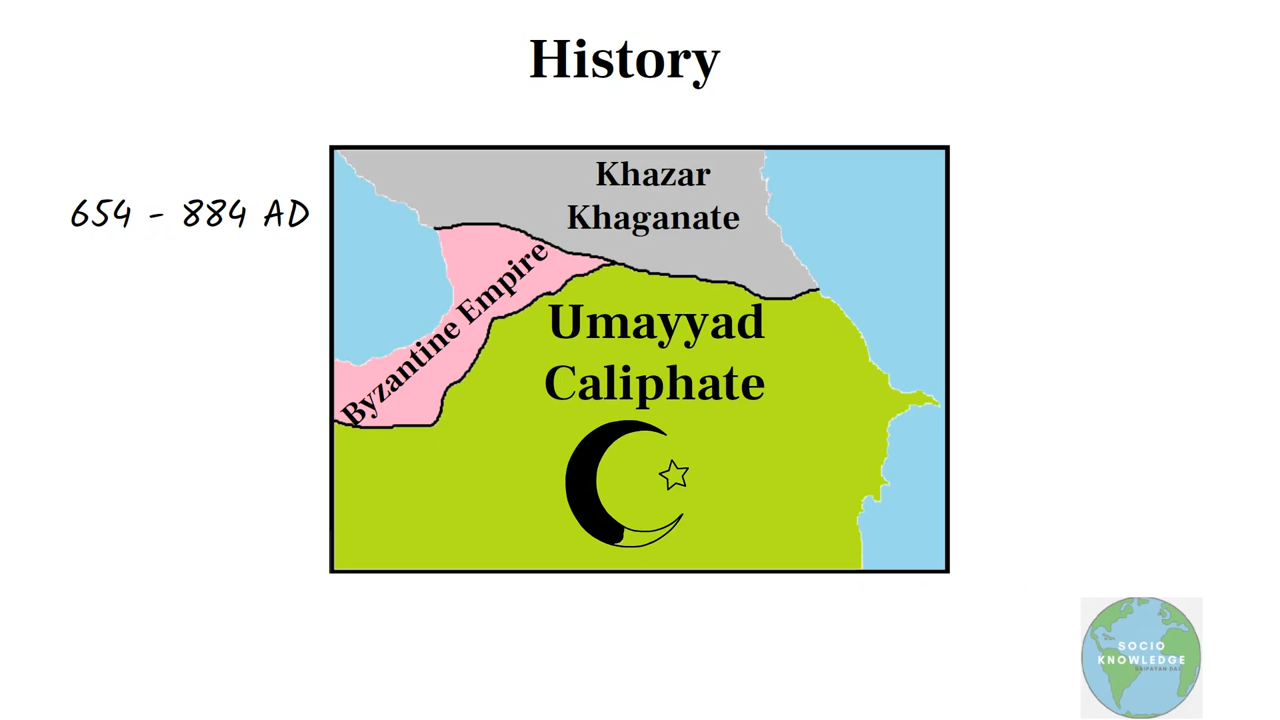 History
654 - 884 AD
Khazar
Khaganate
Byzantine Empire
Umayyad
Caliphate
SOCIO
KNOWLEDGE